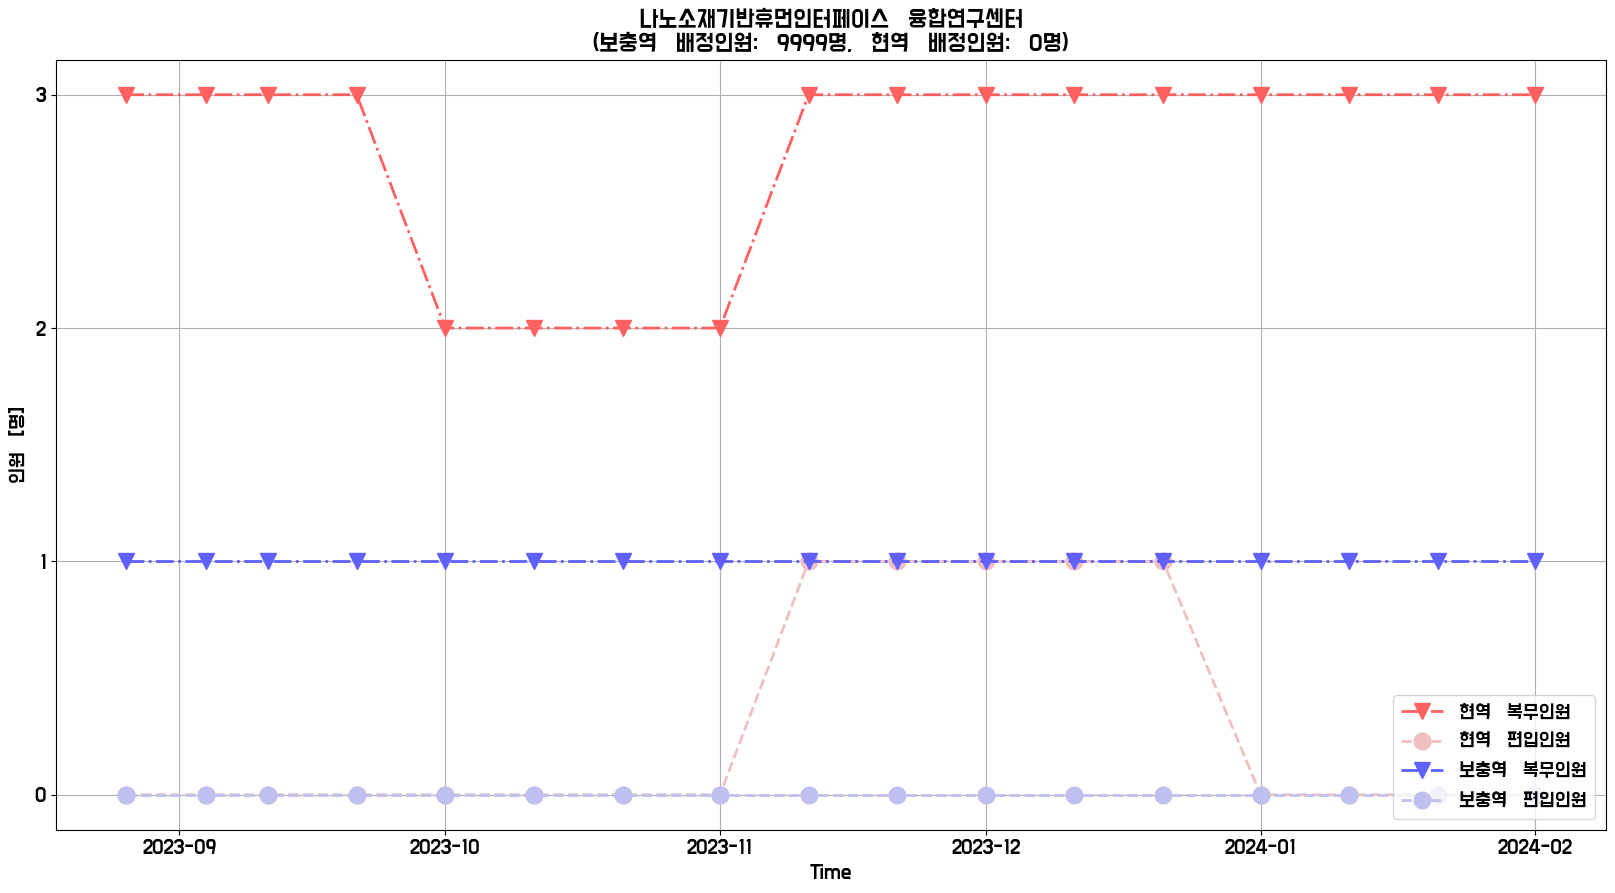 나노소재기반휴먼인터페이스 융합연구센터
(보충역 배정인원: 9999명, 현역 배정인원: 0명)
3
2
1
0
인원 [명]
2023-09
2023-10
2023-11
2023-12
2024-01
2024-02
Time
현역 복무인원
현역 편입인원
보충역 복무인원
보충역 편입인원